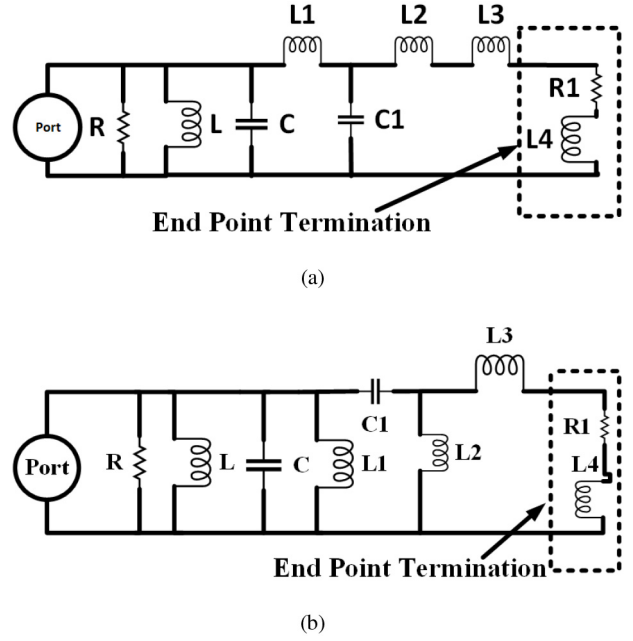 L1
L2
L3
Port
R
L
C
C1
R1
L4
End Point Termination
(a)
L3
C1
Port
R
L
C
L1
L2
R1
L4
End Point Termination
(b)